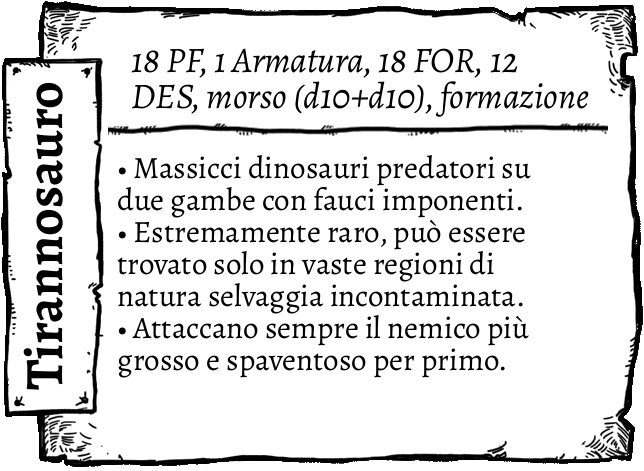 Tirannosauro
18 PF, 1 Armatura, 18 FOR, 12
DES, morso (d10+d10), formazione
• Massicci dinosauri predatori su
due gambe con fauci imponenti.
• Estremamente raro, può essere
trovato solo in vaste regioni di
natura selvaggia incontaminata.
• Attaccano sempre il nemico più
grosso e spaventoso per primo.